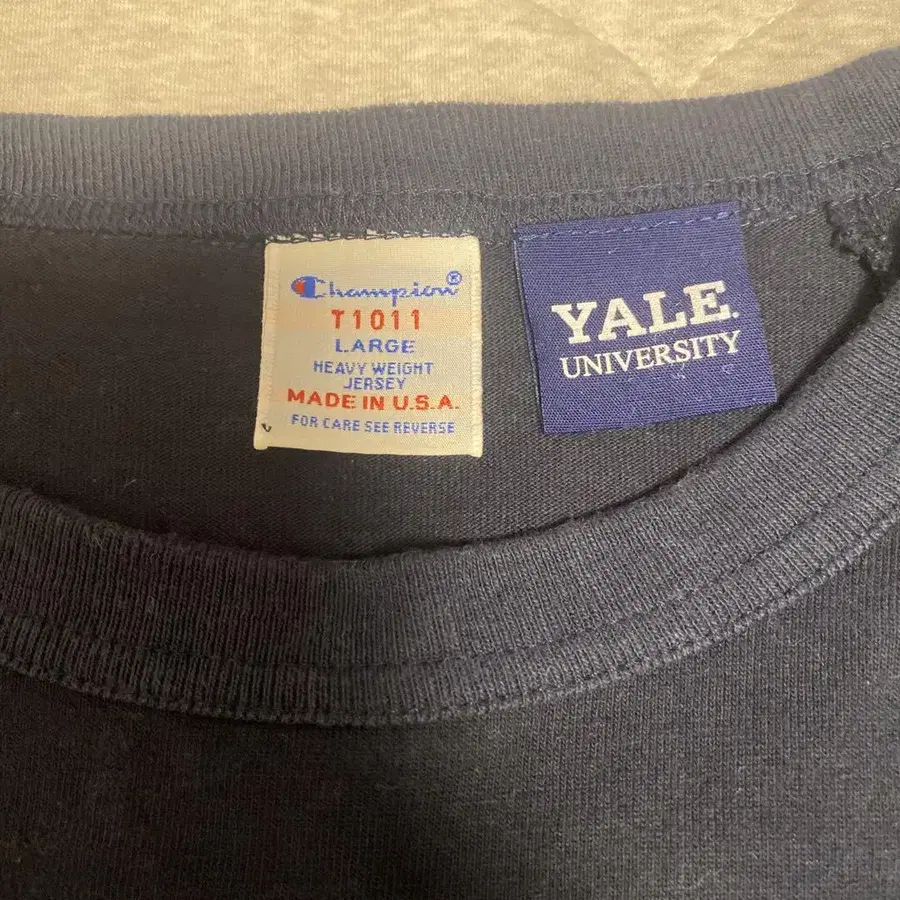 Champion®
T1011
LARGE
HEAVY WEIGHT
JERSEY
MADE IN U.S.A.
FOR CARE SEE REVERSE
YALE.
UNIVERSITY